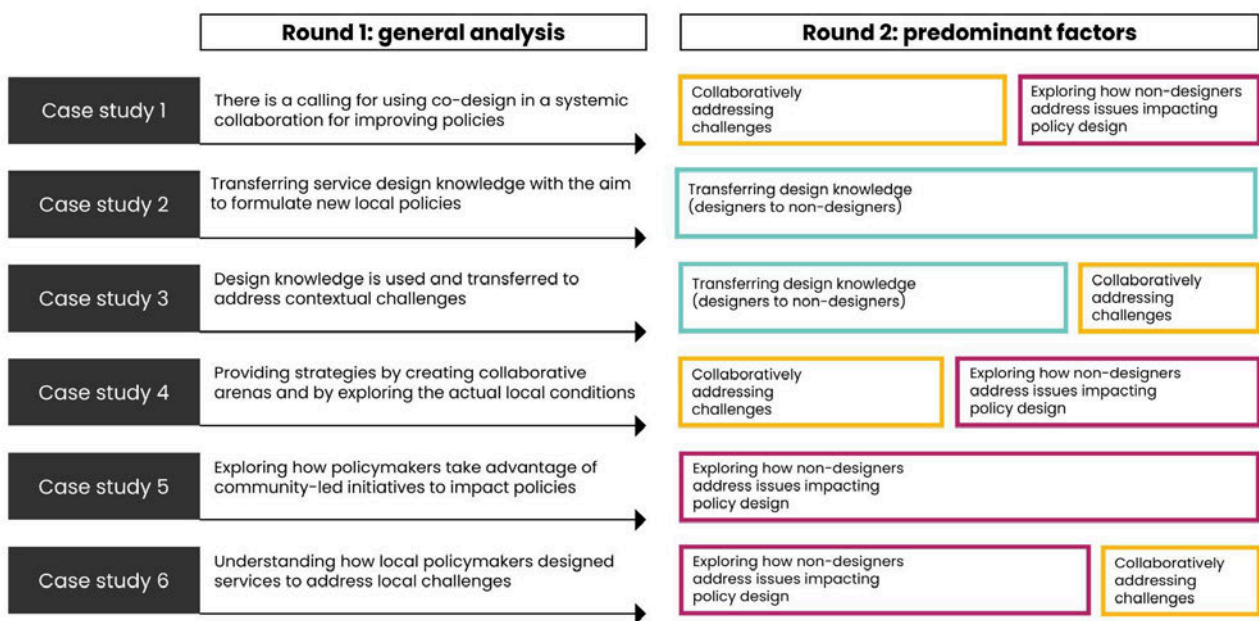 Round 1: general analysis
Round 2: predominant factors
Case study 1
There is a calling for using co-design in a systemic
collaboration for improving policies
Collaboratively
addressing
challenges
Exploring how non-designers
address issues impacting
policy design
Case study 2
Transferring service design knowledge with the aim
to formulate new local policies
Transferring design knowledge
(designers to non-designers)
Case study 3
Design knowledge is used and transferred to
address contextual challenges
Transferring design knowledge
(designers to non-designers)
Collaboratively
addressing
challenges
Case study 4
Providing strategies by creating collaborative
arenas and by exploring the actual local conditions
Collaboratively
addressing
challenges
Exploring how non-designers
address issues impacting
policy design
Case study 5
Exploring how policymakers take advantage of
community-led initiatives to impact policies
Exploring how non-designers
address issues impacting
policy design
Case study 6
Understanding how local policymakers designed
services to address local challenges
Exploring how non-designers
address issues impacting
policy design
Collaboratively
addressing
challenges